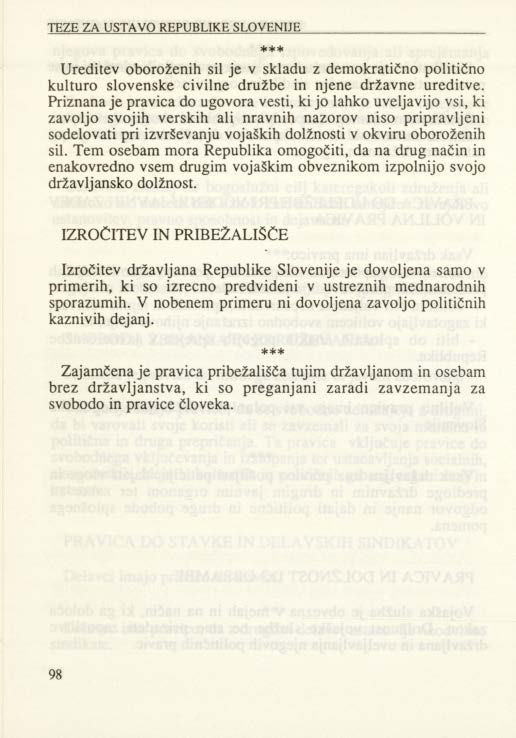 TEZE ZA USTAVO REPUBLIKE SLOVENIJE
***
Ureditev oboroženih sil je v skladu z demokratično politično
kulturo slovenske civilne družbe in njene državne ureditve.
Priznana je pravica do ugovora vesti, ki jo lahko uveljavijo vsi, ki
zavoljo svojih verskih ali nravnih nazorov niso pripravljeni
sodelovati pri izvrševanju vojaških dolžnosti v okviru oboroženih
sil. Tem osebam mora Republika omogočiti, da na drug način in
enakovredno vsem drugim vojaškim obveznikom izpolnijo svojo
državljansko dolžnost.
IZROČITEV IN PRIBEŽALIŠČE
Izročitev državljana Republike Slovenije je dovoljena samo v
primerih, ki so izrecno predvideni v ustreznih mednarodnih
sporazumih. V nobenem primeru ni dovoljena zavoljo političnih
kaznivih dejanj.
***
Zajamčena je pravica pribežališča tujim državljanom in osebam
brez državljanstva, ki so preganjani zaradi zavzemanja za
svobodo in pravice človeka.
98